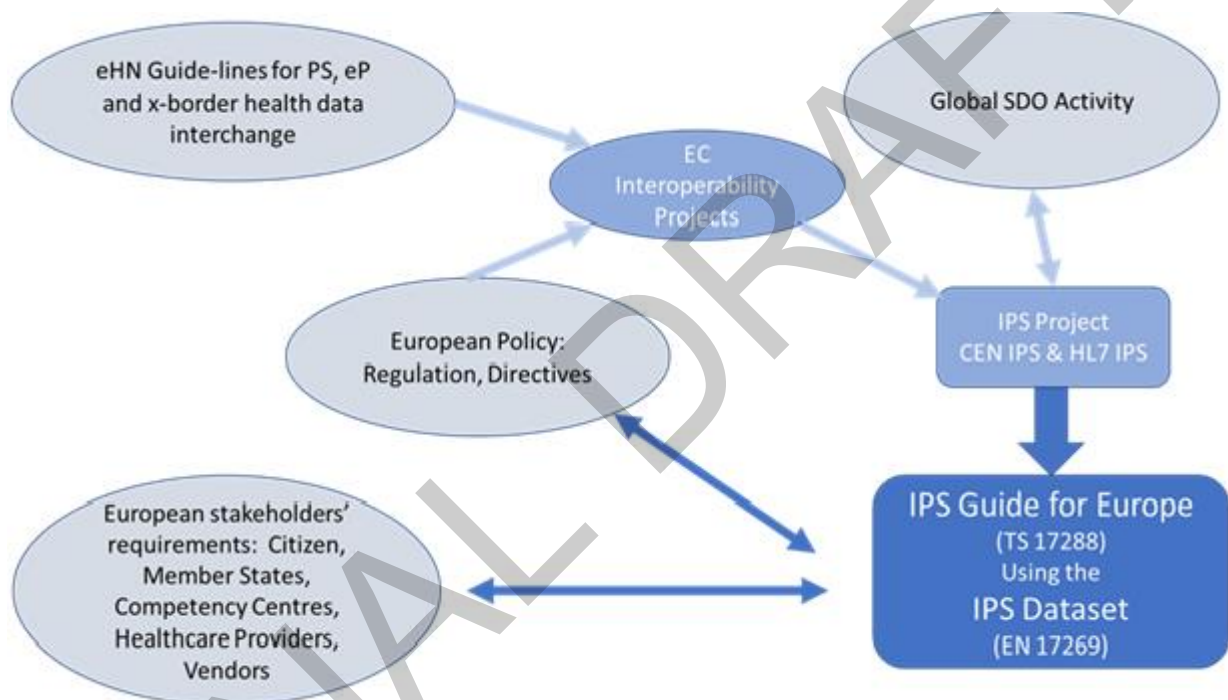 eHN Guide-lines for PS, eP
and x-border health data
interchange
Global SDO Activity
EC
Interoperability
Projects
European Policy:
Regulation, Directives
IPS Project
CEN IPS & HL7 IPS
European stakeholders'
requirements: Citizen,
Member States,
Competency Centres,
Healthcare Providers,
Vendors
IPS Guide for Europe
(TS 17288)
Using the
IPS Dataset
(EN 17269)